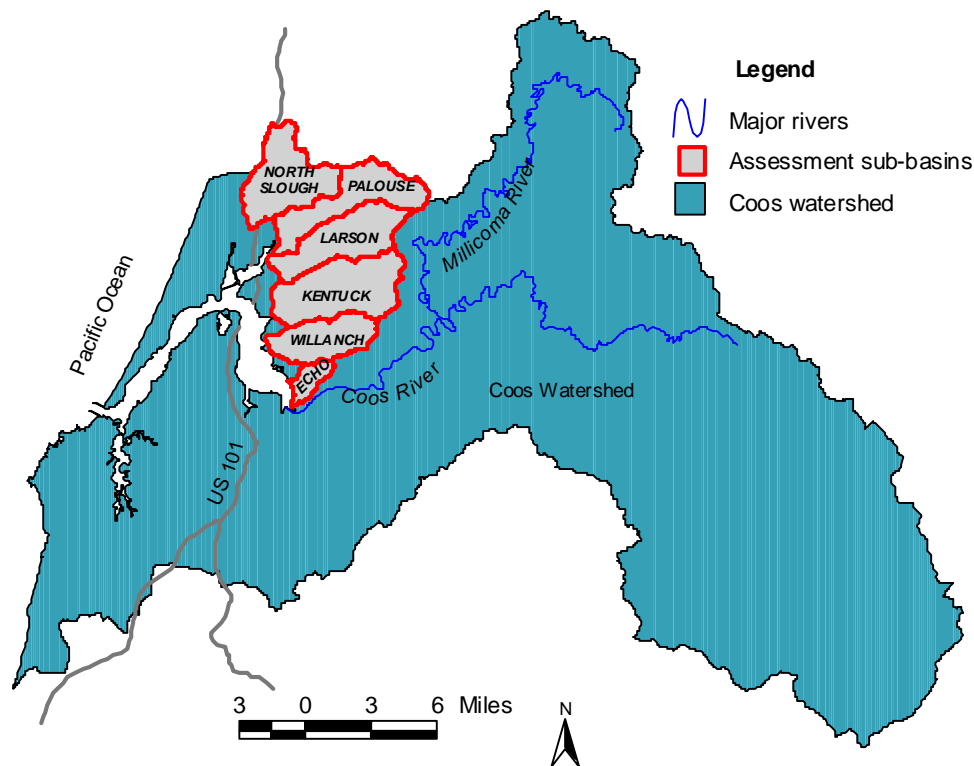 Legend
Major rivers
Assessment sub-basins
Coos watershed
NORTH
SLOUGH
PALOUSE
LARSON
KENTUCK
WILLANCH
ECHO
Millicoma River
Coos River
Coos Watershed
Pacific Ocean
US 101
3 0 3 6 Miles
N